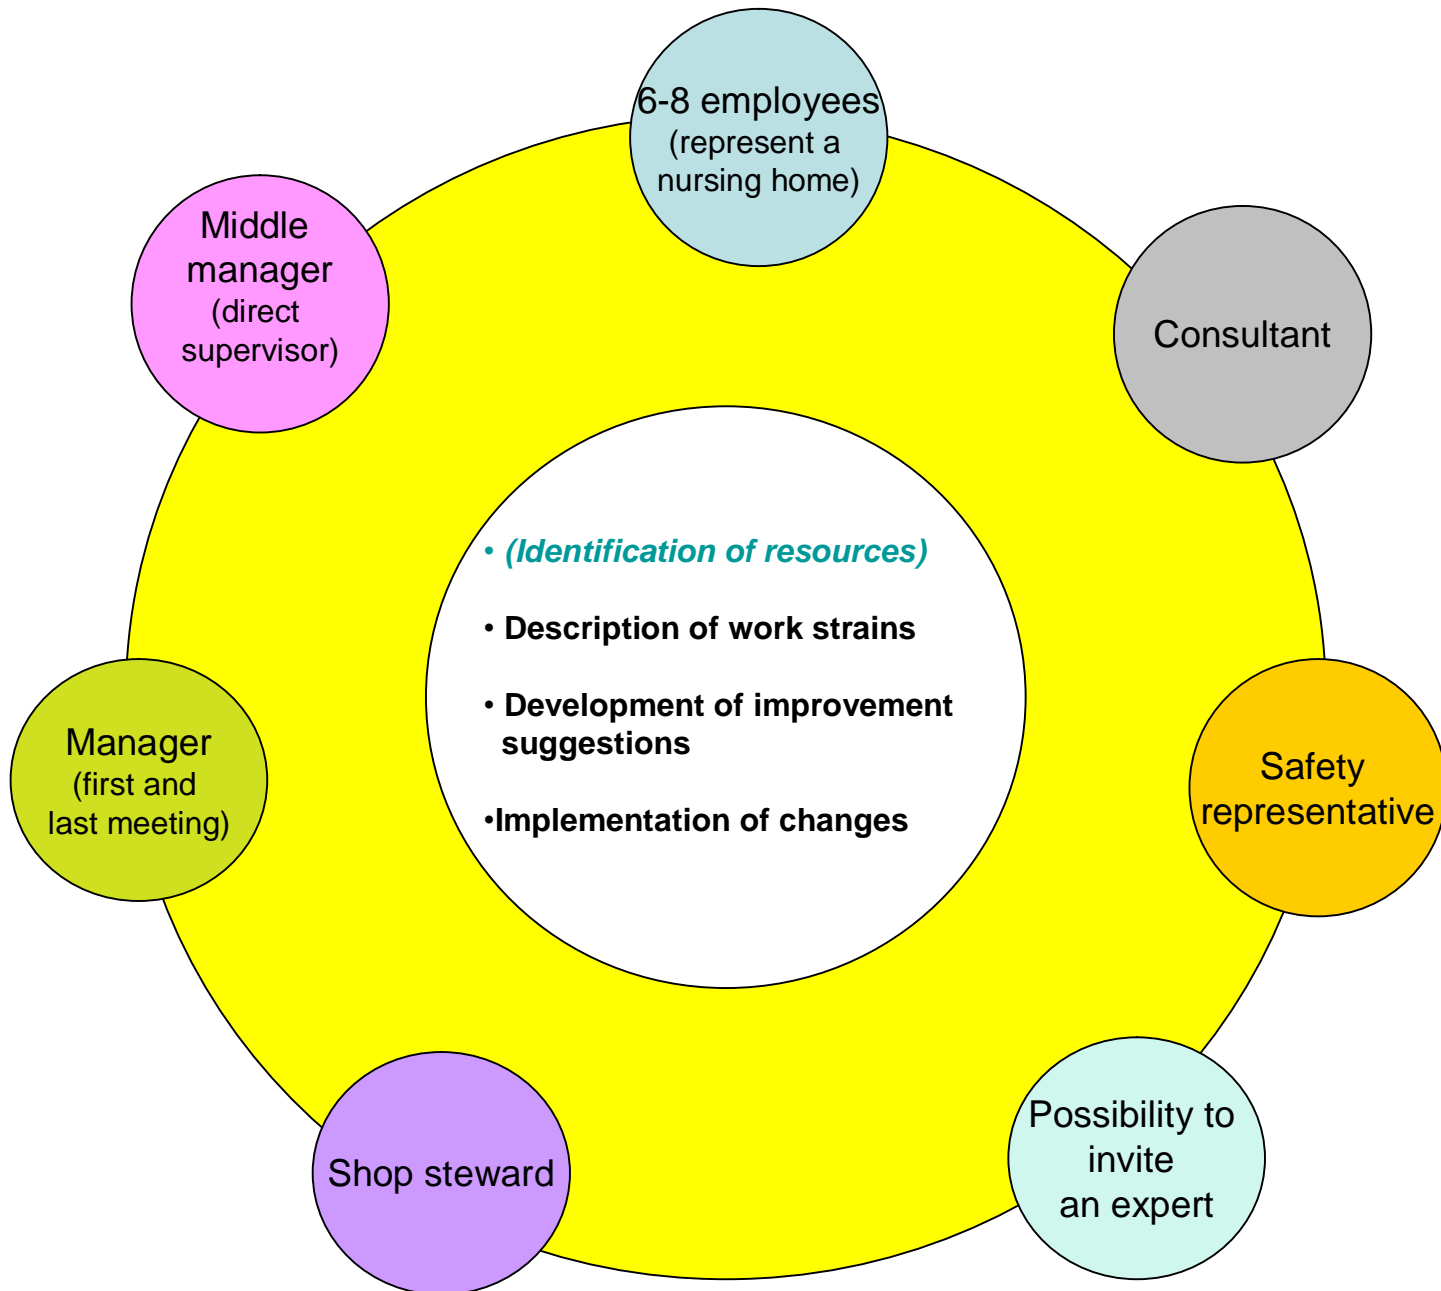 6-8 employees
(represent a
nursing home)
Middle
manager
(direct
supervisor)
Consultant
• (Identification of resources)
• Description of work strains
• Development of improvement
suggestions
•Implementation of changes
Manager
(first and
last meeting)
Safety
representative
Possibility to
invite
an expert
Shop steward